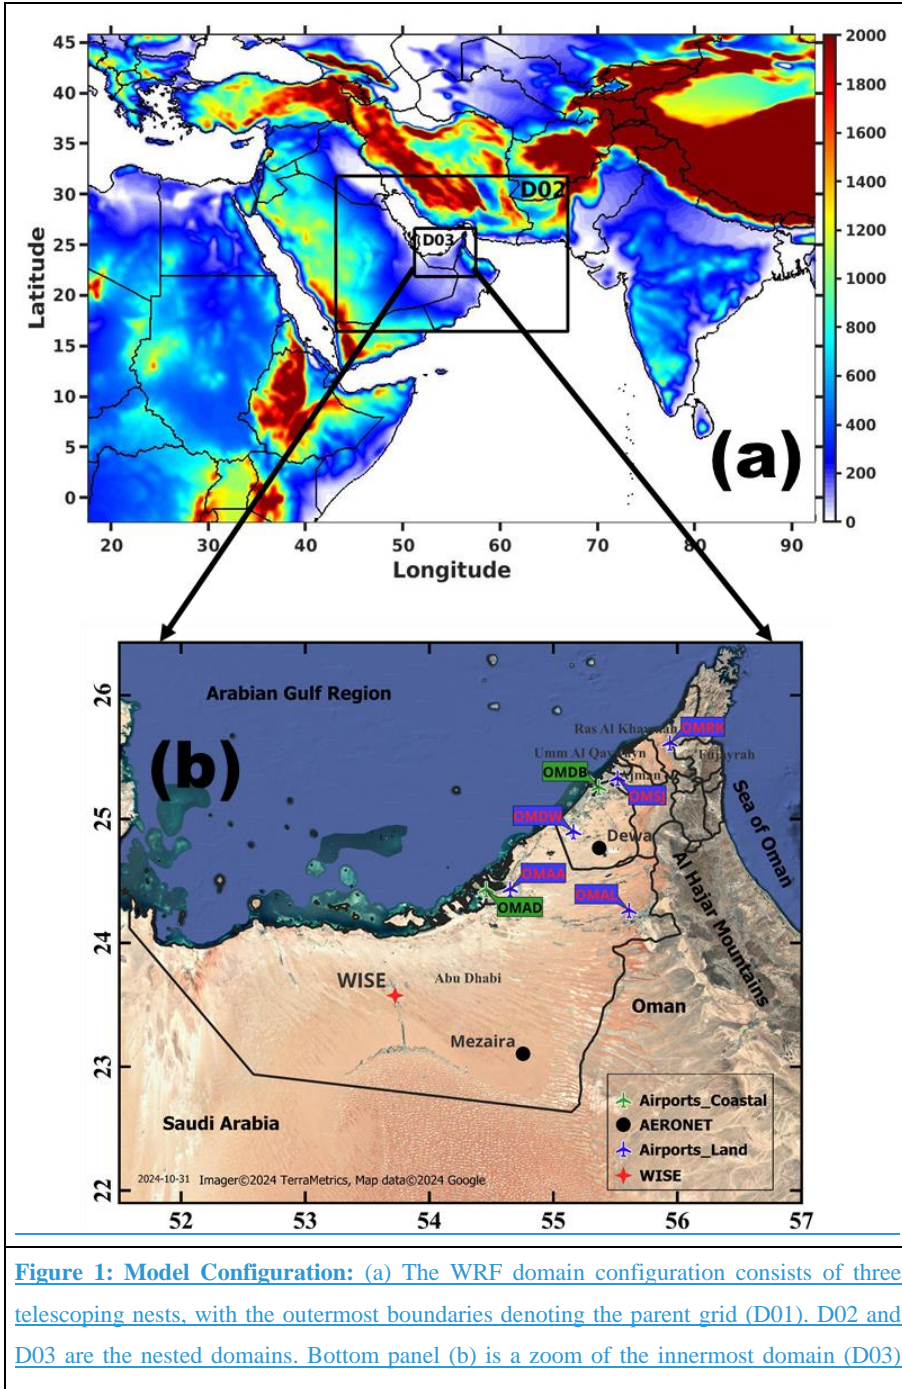 45
40
35
30
25
20
15
10
5
0
Latitude
D02
D03
(a)
2000
1800
1600
1400
1200
1000
800
600
400
200
0
20 30 40 50 60 70 80 90
Longitude
26
25
24
23
22
Arabian Gulf Region
(b)
Ras Al Khaymah
OMRK
Umm Al Qaywayn
Fujayrah
OMDB
Ajman
OMSJ
Sea of Oman
OMDW
Dewa
OMAA
OMAL
OMAD
Al Hajar Mountains
WISE
Abu Dhabi
Oman
Mezaira
Saudi Arabia
Airports_Coastal
AERONET
Airports_Land
WISE
2024-10-31 Imager©2024 TerraMetrics, Map data©2024 Google
52 53 54 55 56 57
Figure 1: Model Configuration: (a) The WRF domain configuration consists of three
telescoping nests, with the outermost boundaries denoting the parent grid (D01). D02 and
D03 are the nested domains. Bottom panel (b) is a zoom of the innermost domain (D03)